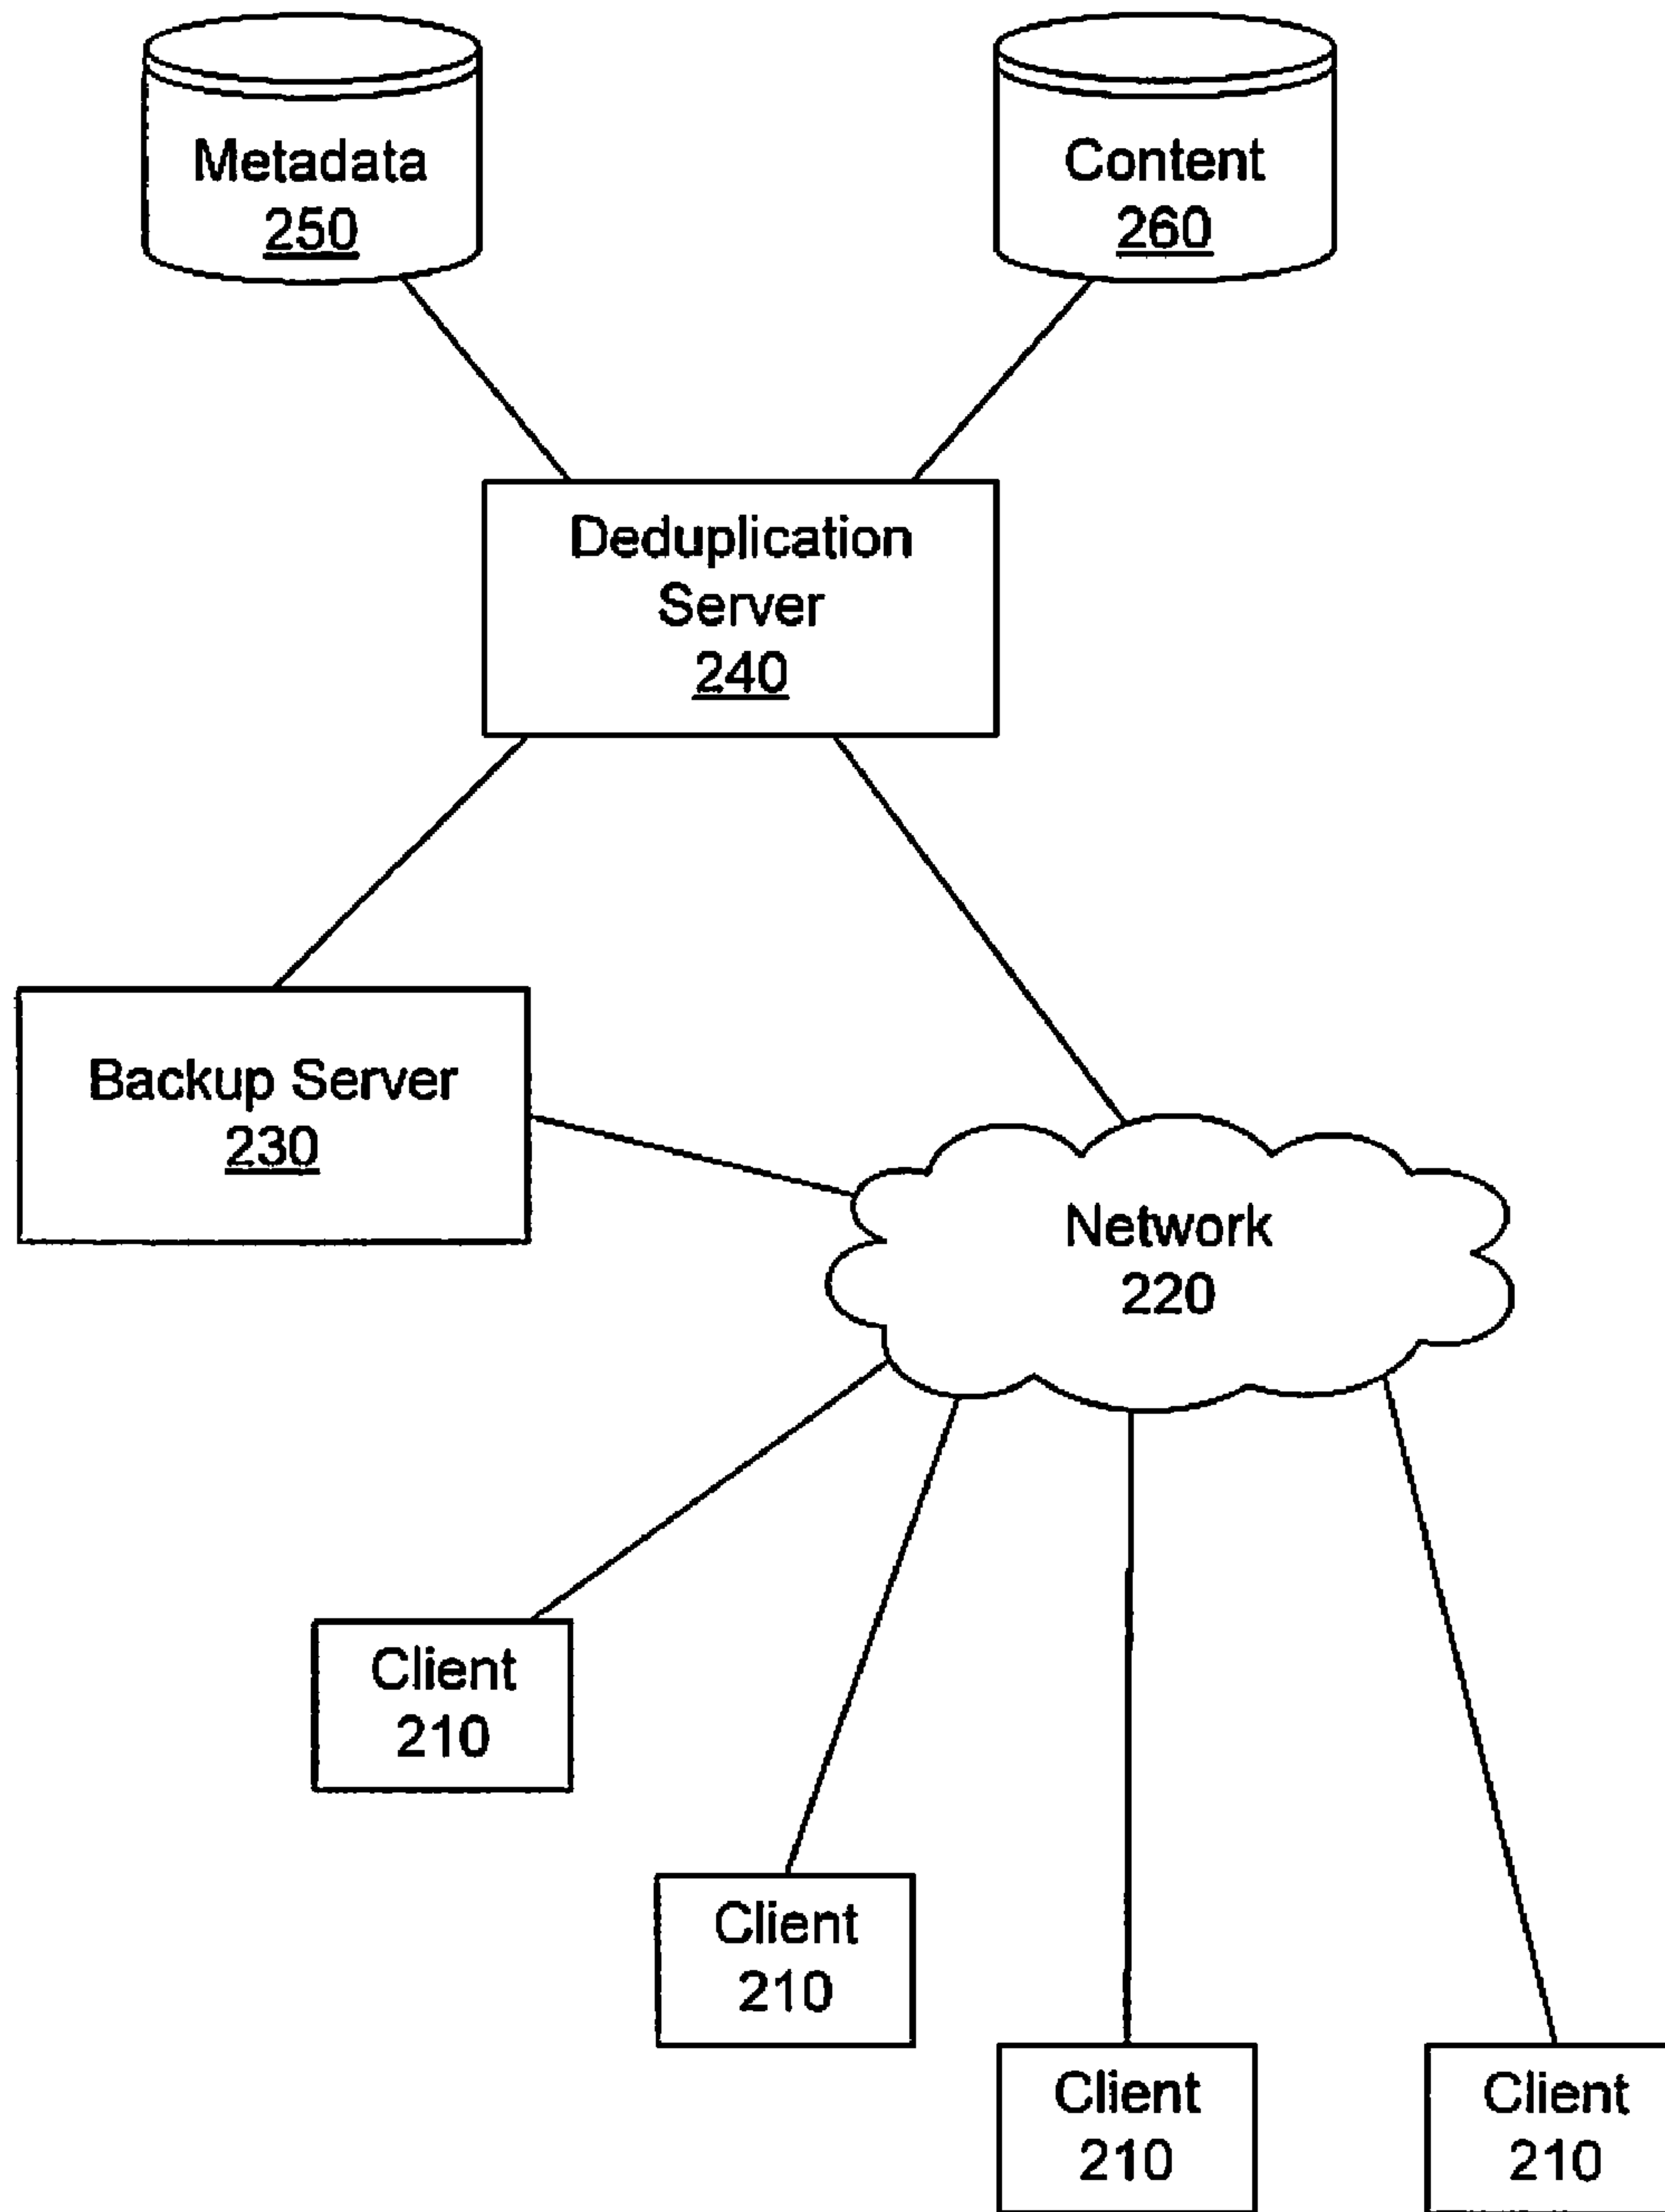 Metadata
250
Content
260
Deduplication
Server
240
Backup Server
230
Network
220
Client
210
Client
210
Client
210
Client
210